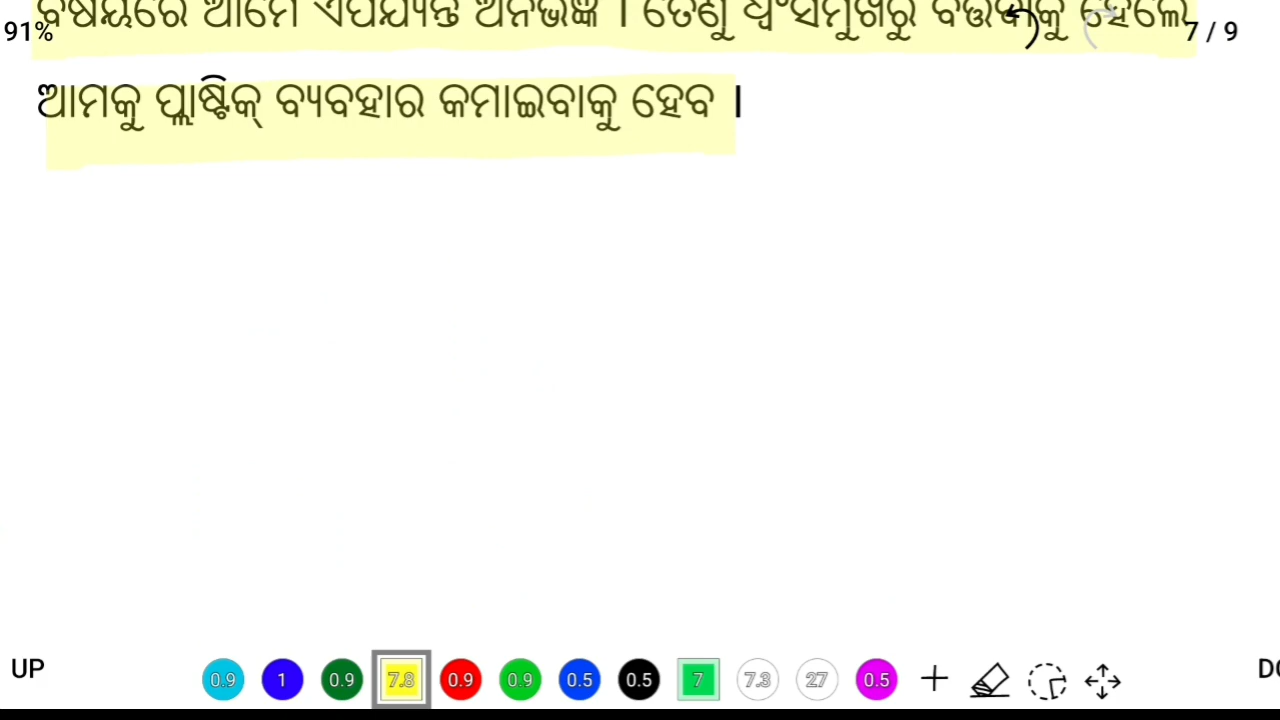 ବିଷୟରେ ଆମେ ଏପର୍ଯ୍ୟନ୍ତ ଅନଭିଜ୍ଞ । ତେଣୁ ଧ୍ୱଂସମୁଖରୁ ବର୍ତ୍ତିବାକୁ ହେଲେ
91%
7 / 9
ଆମକୁ ପ୍ଲାଷ୍ଟିକ୍ ବ୍ୟବହାର କମାଇବାକୁ ହେବ ।
UP 0.9 1 0.9 7.8 0.9 0.9 0.5 0.5 7 7.3 27 0.5